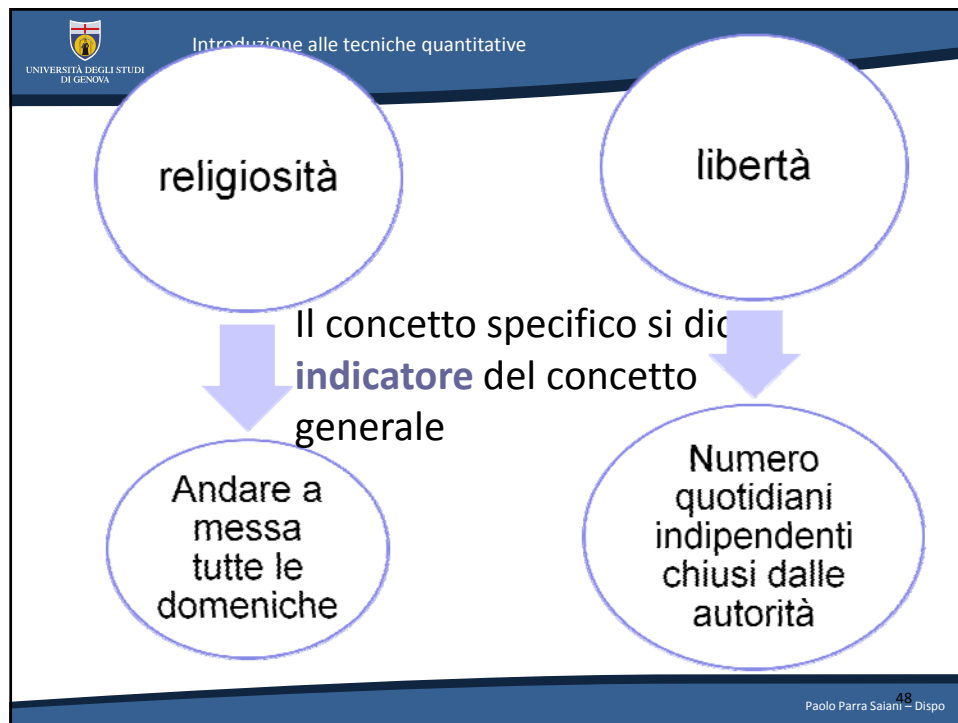 UNIVERSITÀ DEGLI STUDI
DI GENOVA
Introduzione alle tecniche quantitative
religiosità
libertà
Il concetto specifico si dic
indicatore del concetto
generale
Andare a
messa
tutte le
domeniche
Numero
quotidiani
indipendenti
chiusi dalle
autorità
48
Paolo Parra Saiani – Dispo